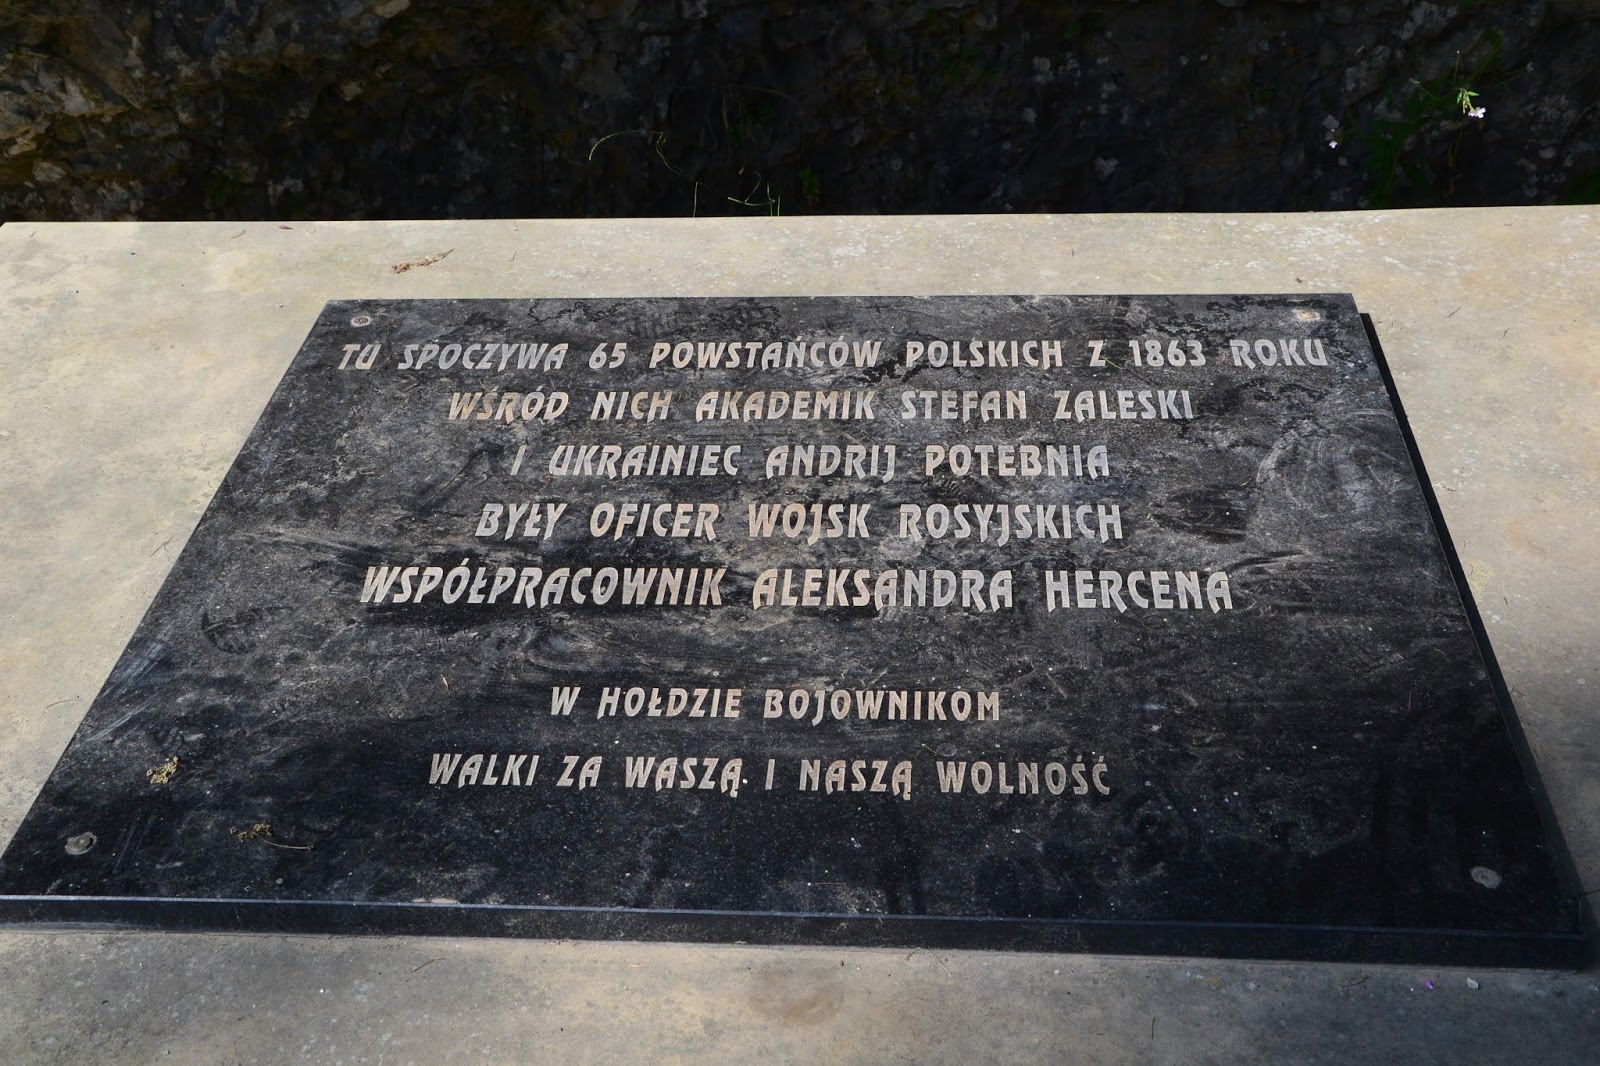 TU SPOCZYWA 65 POWSTAŃCÓW POLSKICH Z 1863 ROKU
WŚRÓD NICH AKADEMIK STEFAN ZALESKI
I UKRAINIEC ANDRIJ POTEBNIA
BYŁY OFICER WOJSK ROSYJSKICH
WSPÓŁPRACOWNIK ALEKSANDRA HERCENA
W HOŁDZIE BOJOWNIKOM
WALKI ZA WASZĄ I NASZĄ WOLNOŚĆ